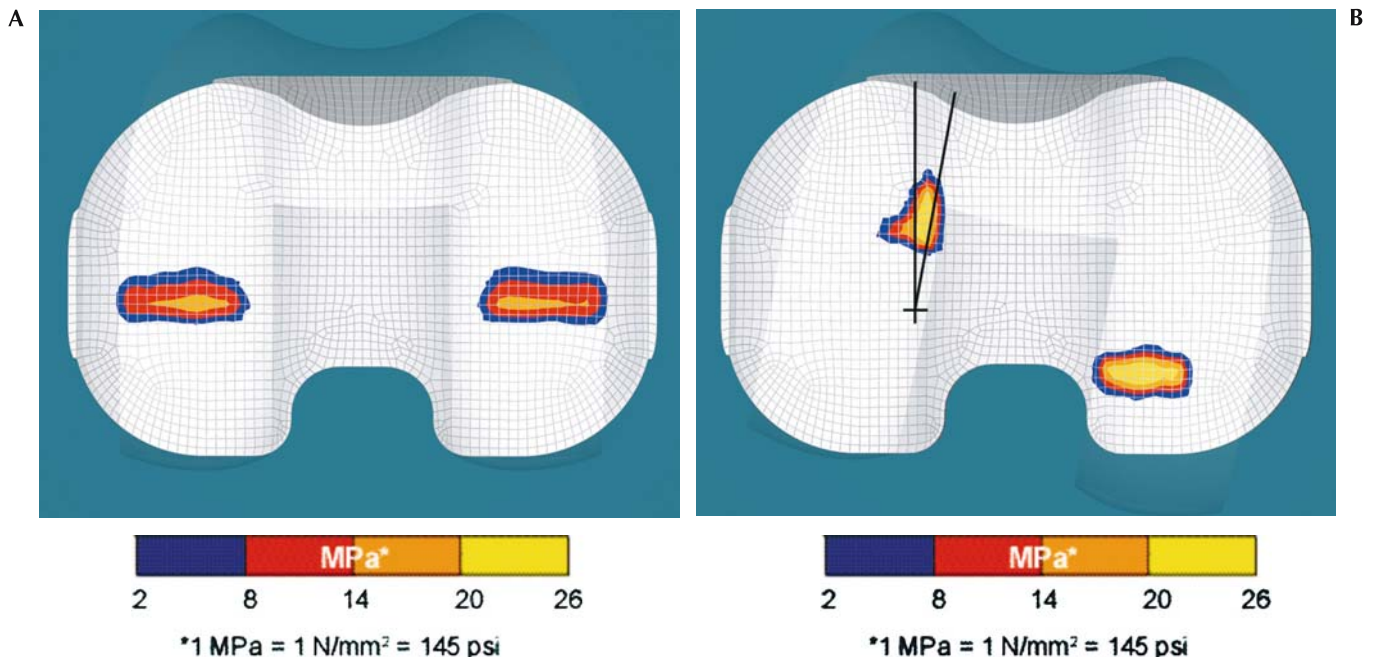 A
B
MPa*
2 8 14 20 26
*1 MPa = 1 N/mm² = 145 psi
MPa*
2 8 14 20 26
*1 MPa = 1 N/mm² = 145 psi